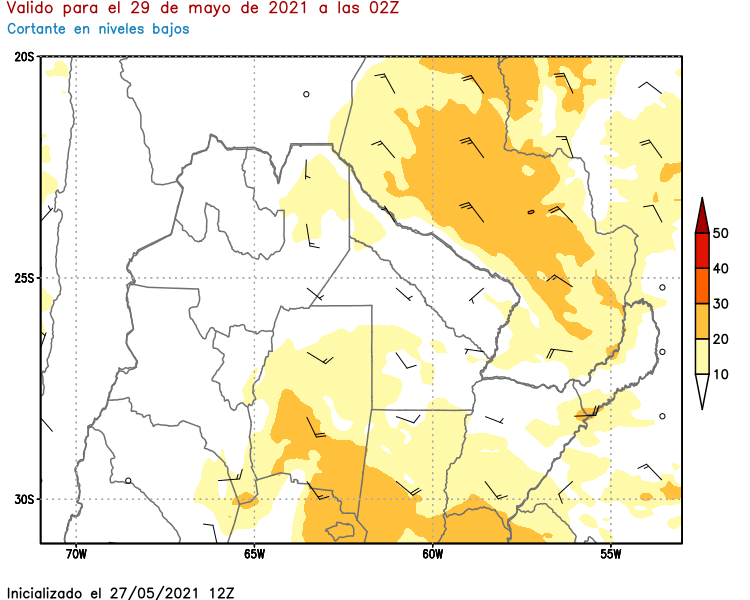 Valido para el 29 de mayo de 2021 a las 02Z
Cortante en niveles bajos
20S
25S
30S
70W
65W
60W
55W
50
40
30
20
10
Inicializado el 27/05/2021 12Z